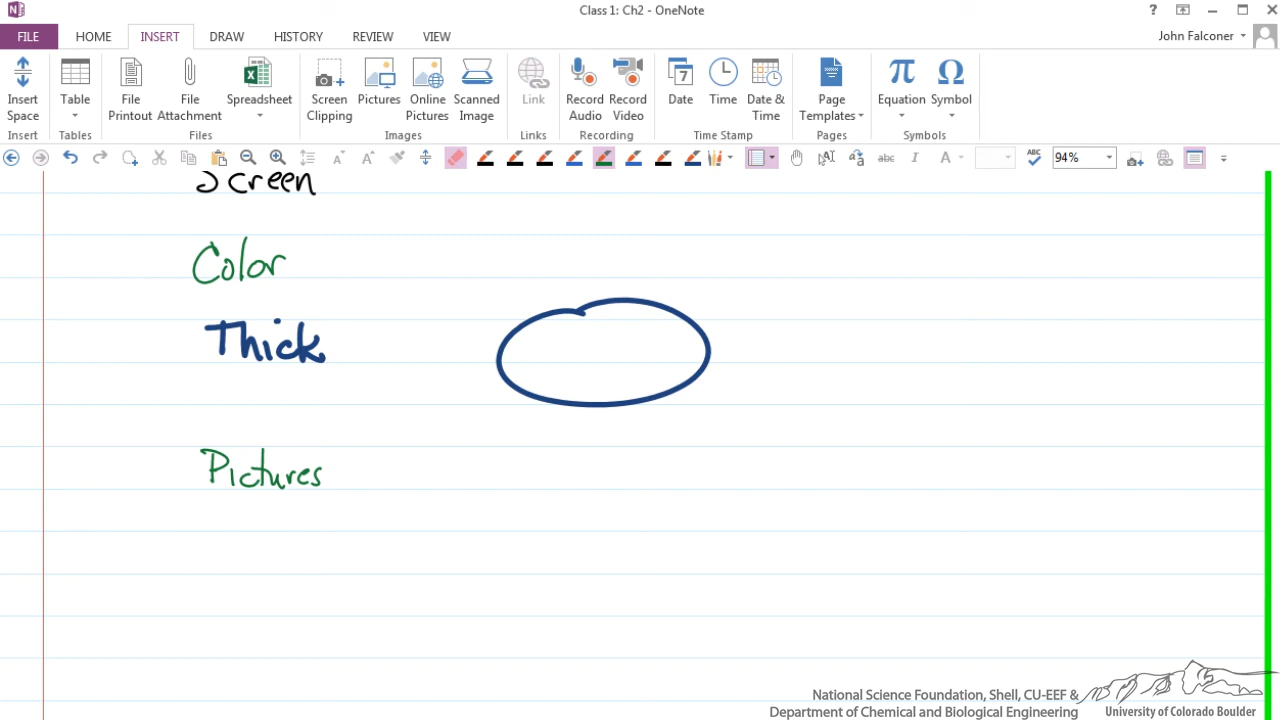 Class 1: Ch2 - OneNote
FILE HOME INSERT DRAW HISTORY REVIEW VIEW John Falconer
Insert Space Table File Printout File Attachment Spreadsheet Screen Clipping Pictures Online Pictures Scanned Image Link Record Audio Record Video Date Time Date & Time Page Templates Equation Symbol
Insert Tables Files Images Links Recording Time Stamp Pages Symbols
94%
Screen
Color
Thick
Pictures
National Science Foundation, Shell, CU-EEF &
Department of Chemical and Biological Engineering University of Colorado Boulder